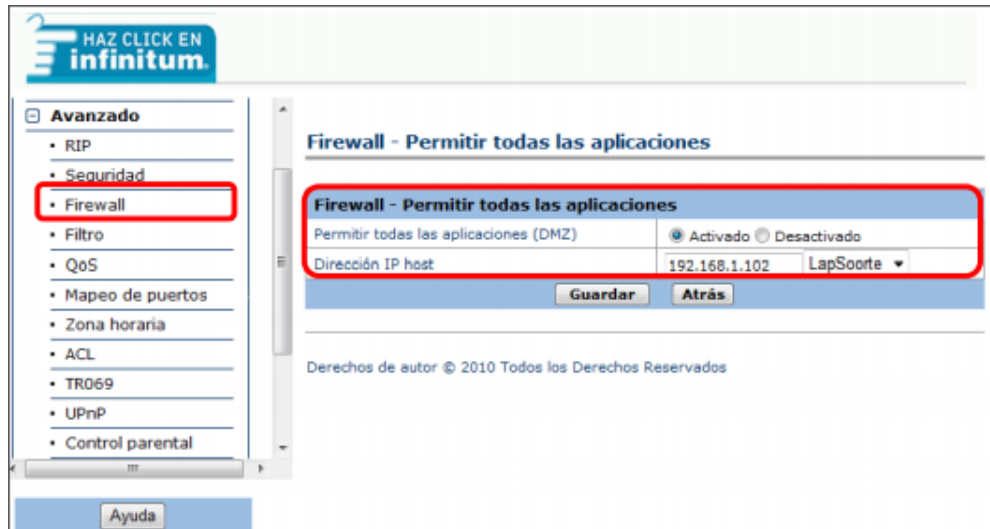 HAZ CLICK EN
infinitum.
Avanzado
RIP
Seguridad
Firewall
Filtro
QoS
Mapeo de puertos
Zona horaria
ACL
TR069
UPnP
Control parental
Ayuda
Firewall - Permitir todas las aplicaciones
Firewall - Permitir todas las aplicaciones
Permitir todas las aplicaciones (DMZ) Activado Desactivado
Dirección IP host 192.168.1.102 LapSoorte
Guardar Atrás
Derechos de autor © 2010 Todos los Derechos Reservados